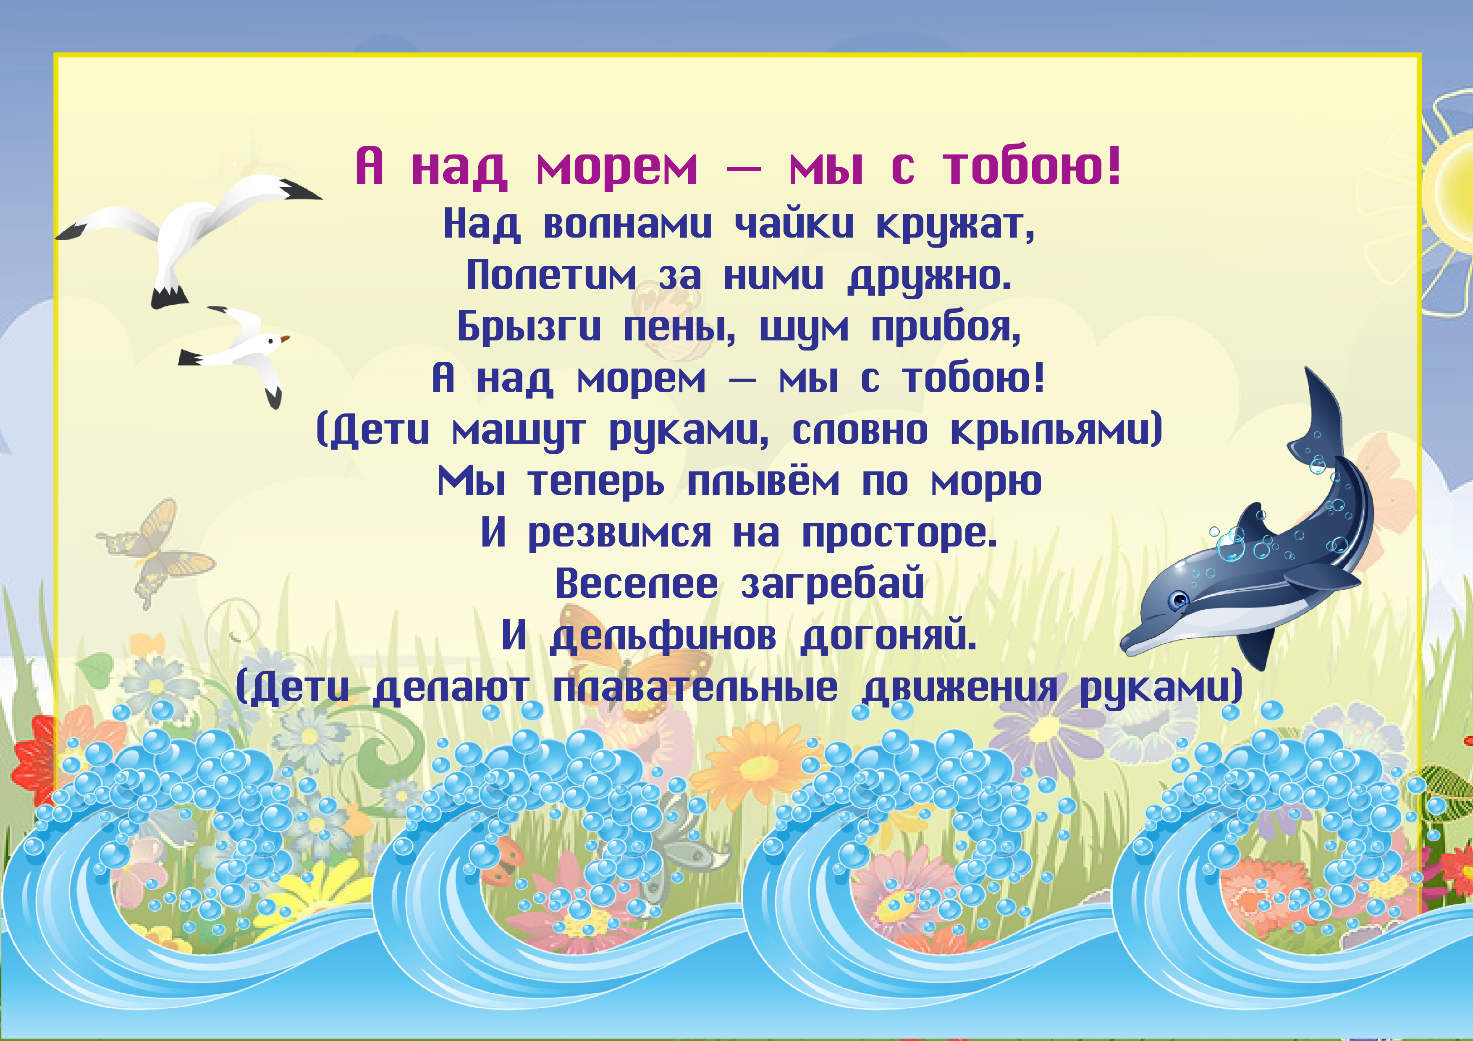 А над морем – мы с тобою!
Над волнами чайки кружат,
Полетим за ними дружно.
Брызги пены, шум прибоя,
А над морем – мы с тобою!
(Дети машут руками, словно крыльями)
Мы теперь плывём по морю
И резвимся на просторе.
Веселее загребай
И дельфинов догоняй.
(Дети делают плавательные движения руками)